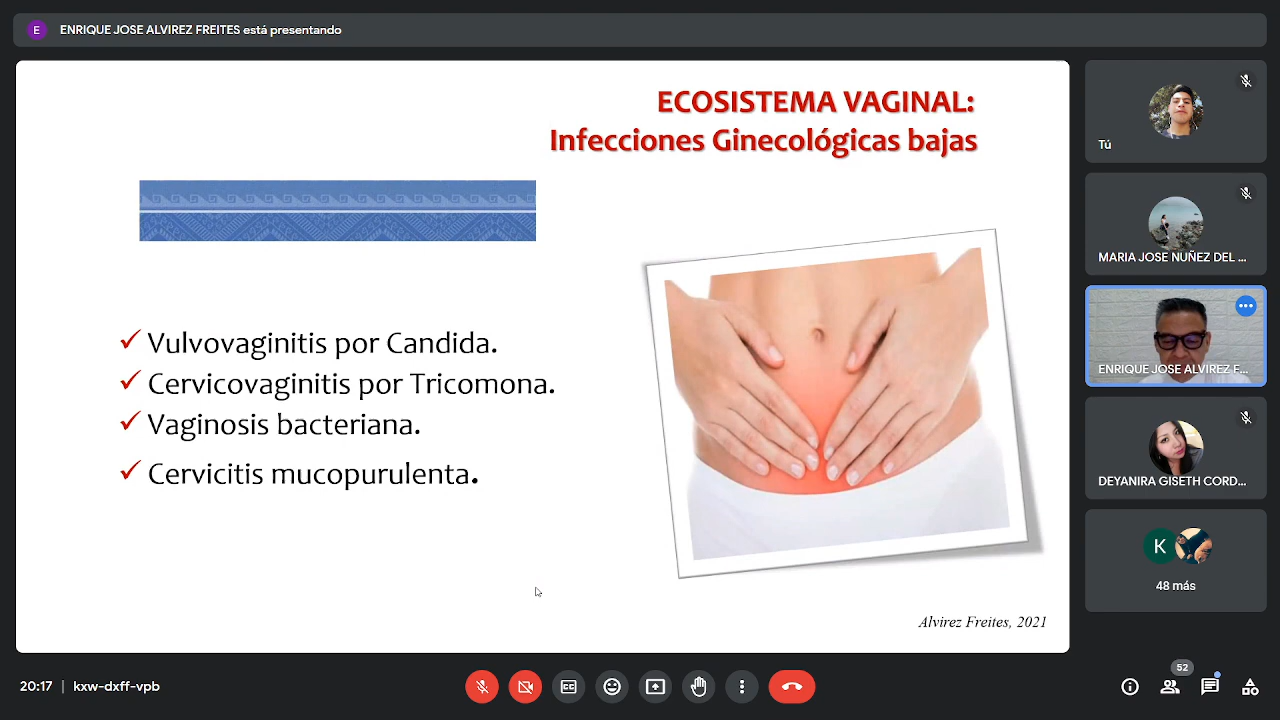 E
ENRIQUE JOSE ALVIREZ FREITES está presentando
ECOSISTEMA VAGINAL:
Infecciones Ginecológicas bajas
✓ Vulvovaginitis por Candida.
✓ Cervicovaginitis por Tricomona.
✓ Vaginosis bacteriana.
✓ Cervicitis mucopurulenta.
Alvirez Freites, 2021
Tú
MARIA JOSE NUÑEZ DEL ...
ENRIQUE JOSE ALVIREZ F...
DEYANIRA GISETH CORD...
K
48 más
20:17 | kxw-dxff-vpb
52